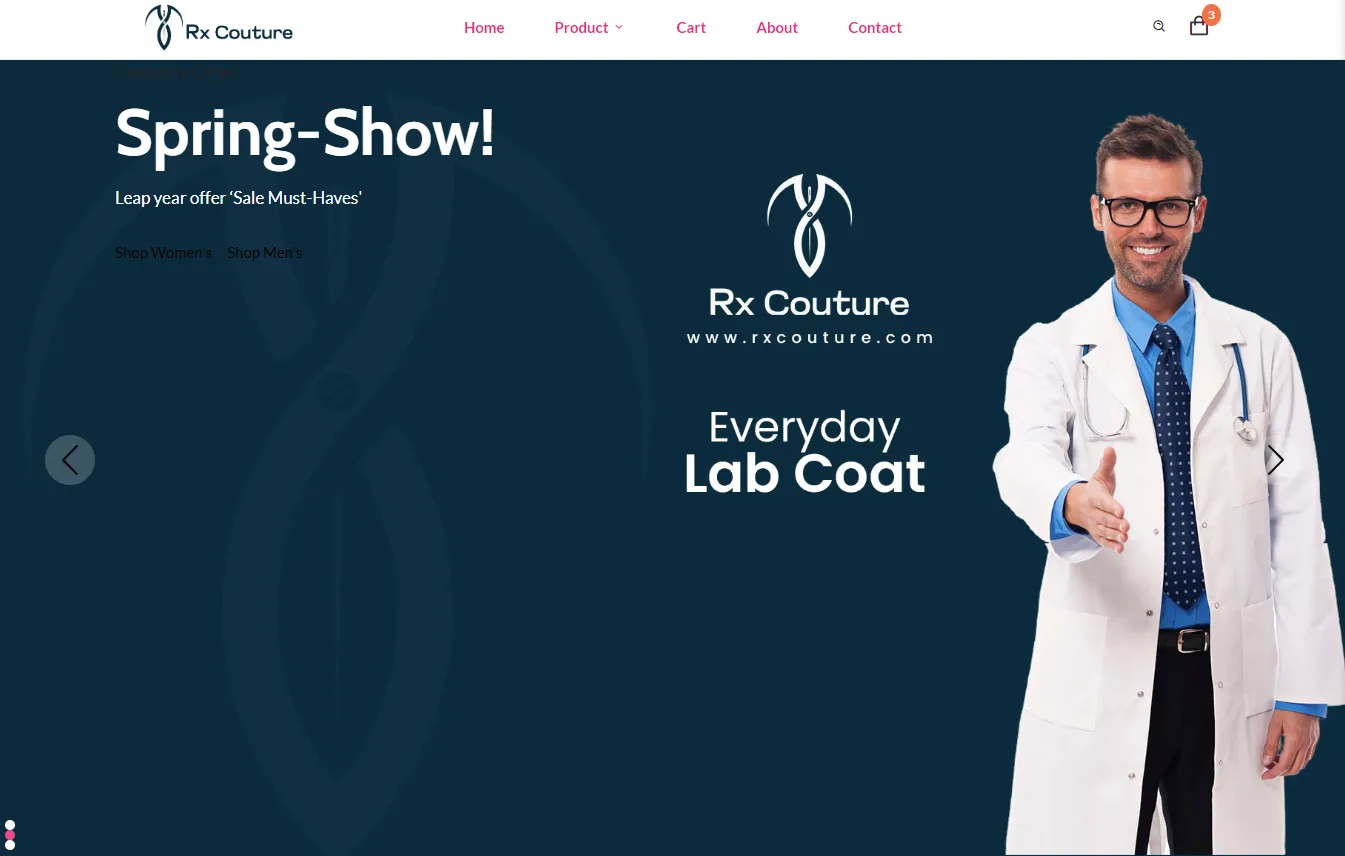 Rx Couture
Home
Product
Cart
About
Contact
3
Spring-Show!
Leap year offer ‘Sale Must-Haves'
Shop Women's
Shop Men's
Rx Couture
www.rxcouture.com
Everyday
Lab Coat